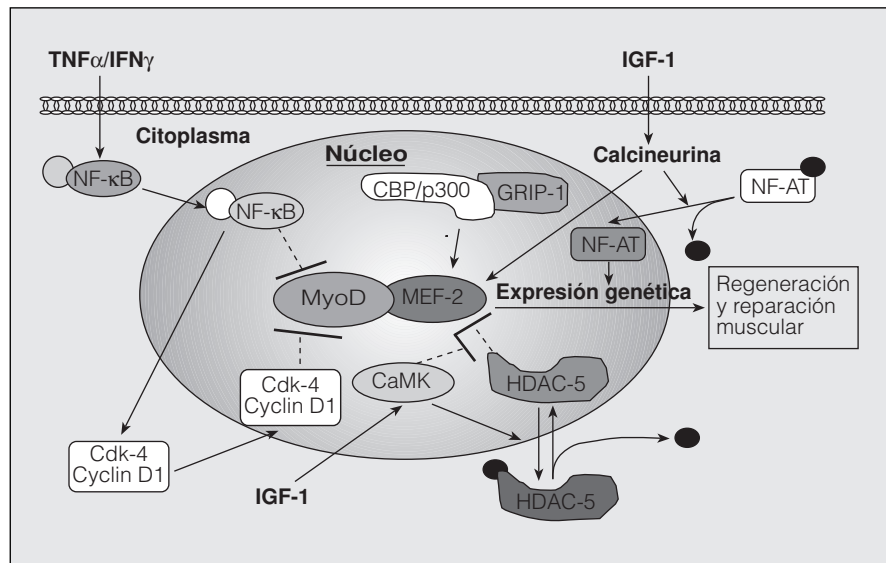 TNFα/IFNγ
IGF-1
Citoplasma
Núcleo
Calcineurina
NF-κB
CBP/p300
GRIP-1
NF-AT
NF-κB
NF-AT
MyoD
MEF-2
Expresión genética
Regeneración
y reparación
muscular
Cdk-4
Cyclin D1
CaMK
HDAC-5
Cdk-4
Cyclin D1
IGF-1
HDAC-5